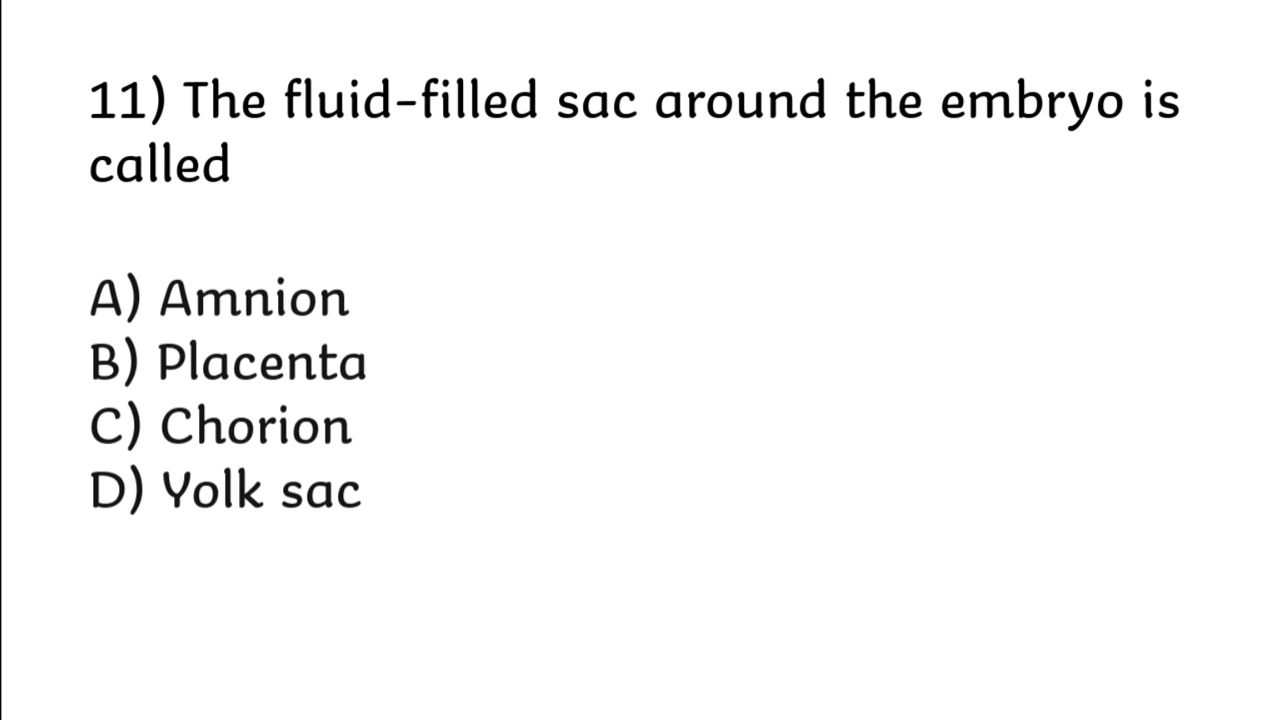 11) The fluid-filled sac around the embryo is
called
A) Amnion
B) Placenta
C) Chorion
D) Yolk sac